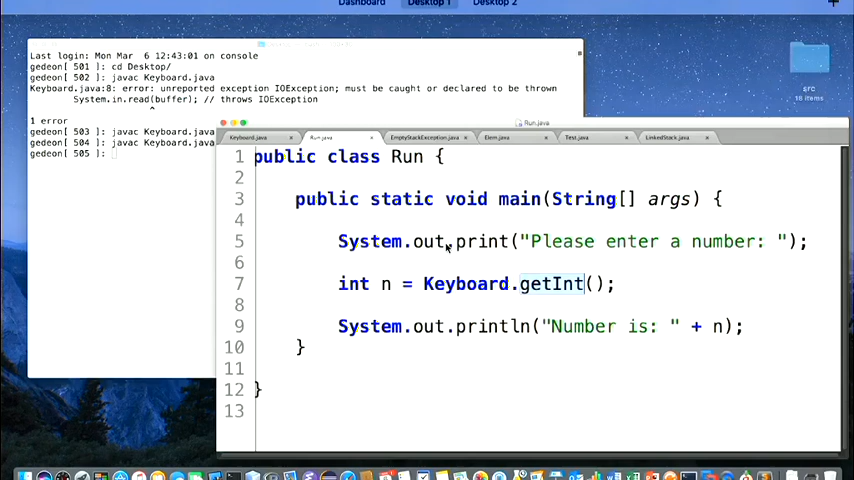 Dashboard Desktop 1 Desktop 2
Last login: Mon Mar  6 12:43:01 on console
gedeon [501 ]: cd Desktop/
gedeon [502 ]: javac Keyboard.java
Keyboard.java:8: error: unreported exception IOException; must be caught or declared to be thrown
System.in.read(buffer); // throws IOException
^
1 error
gedeon [503 ]: javac Keyboard.java
gedeon [504 ]: javac Keyboard.java
gedeon [505 ]:
src
18 items
Run.java
Keyboard.java Run.java EmptyStackException.java Elem.java Test.java LinkedStack.java
1 public class Run {
2
3 public static void main(String[] args) {
4
5 System.out.print("Please enter a number: ");
6
7 int n = Keyboard.getInt();
8
9 System.out.println("Number is: " + n);
10 }
11
12 }
13